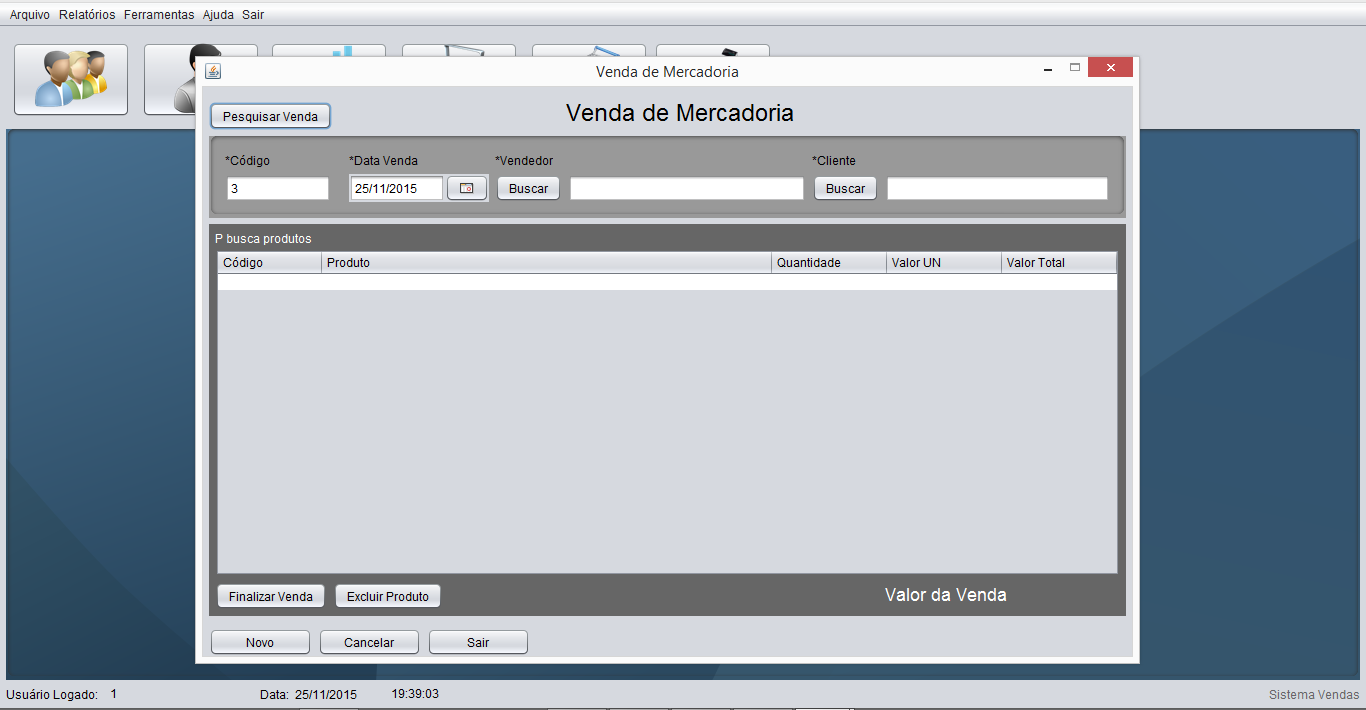 Arquivo Relatórios Ferramentas Ajuda Sair
Venda de Mercadoria
Pesquisar Venda
Venda de Mercadoria
*Código *Data Venda *Vendedor *Cliente
3 25/11/2015 Buscar Buscar
P busca produtos
Código Produto Quantidade Valor UN Valor Total
Finalizar Venda Excluir Produto Valor da Venda
Novo Cancelar Sair
Usuário Logado: 1 Data: 25/11/2015 19:39:03 Sistema Vendas